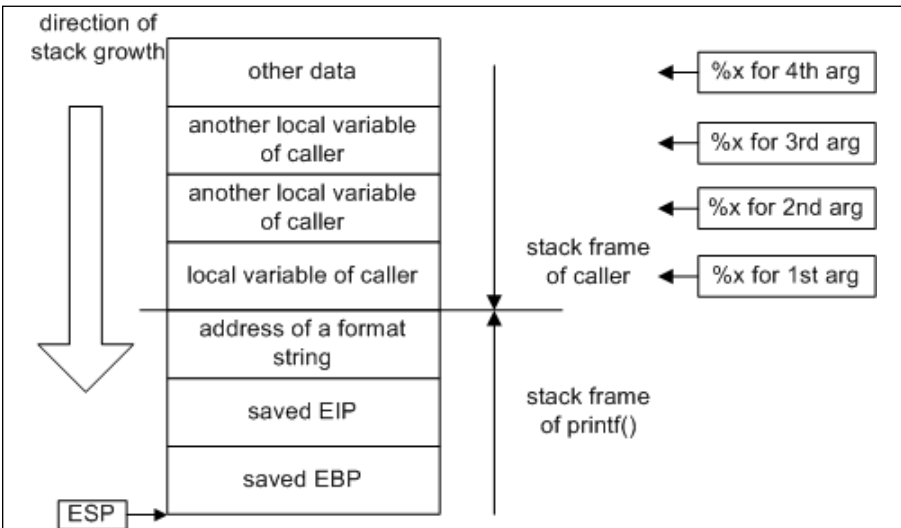 direction of
stack growth
other data
%x for 4th arg
another local variable
of caller
%x for 3rd arg
another local variable
of caller
%x for 2nd arg
local variable of caller
stack frame
of caller
%x for 1st arg
address of a format
string
saved EIP
stack frame
of printf()
saved EBP
ESP